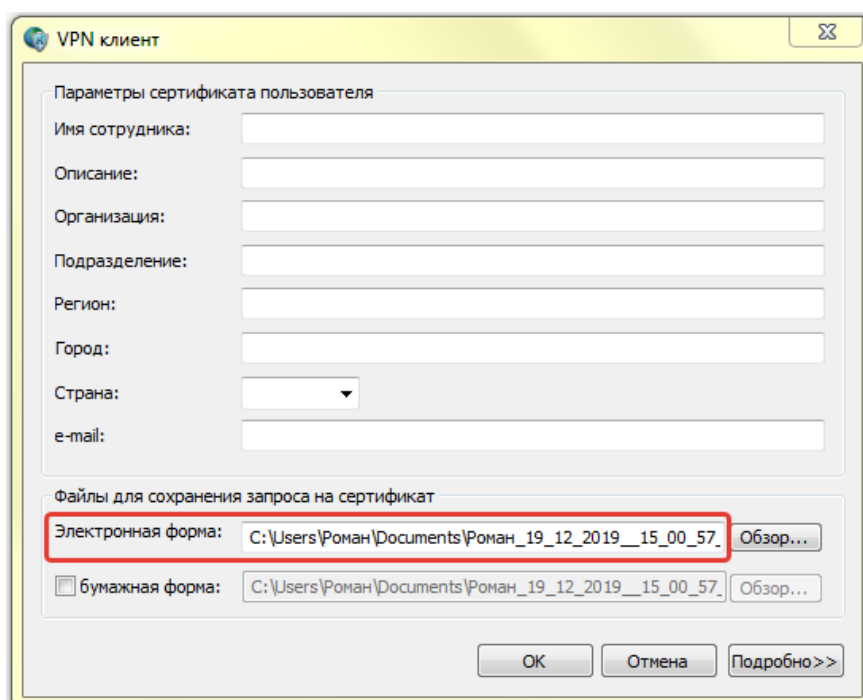 VPN клиент
Параметры сертификата пользователя
Имя сотрудника:
Описание:
Организация:
Подразделение:
Регион:
Город:
Страна:
e-mail:
Файлы для сохранения запроса на сертификат
Электронная форма: C:\Users\Роман\Documents\Роман_19_12_2019__15_00_57_ Обзор...
бумажная форма: C:\Users\Роман\Documents\Роман_19_12_2019__15_00_57_ Обзор...
ОК Отмена Подробно>>